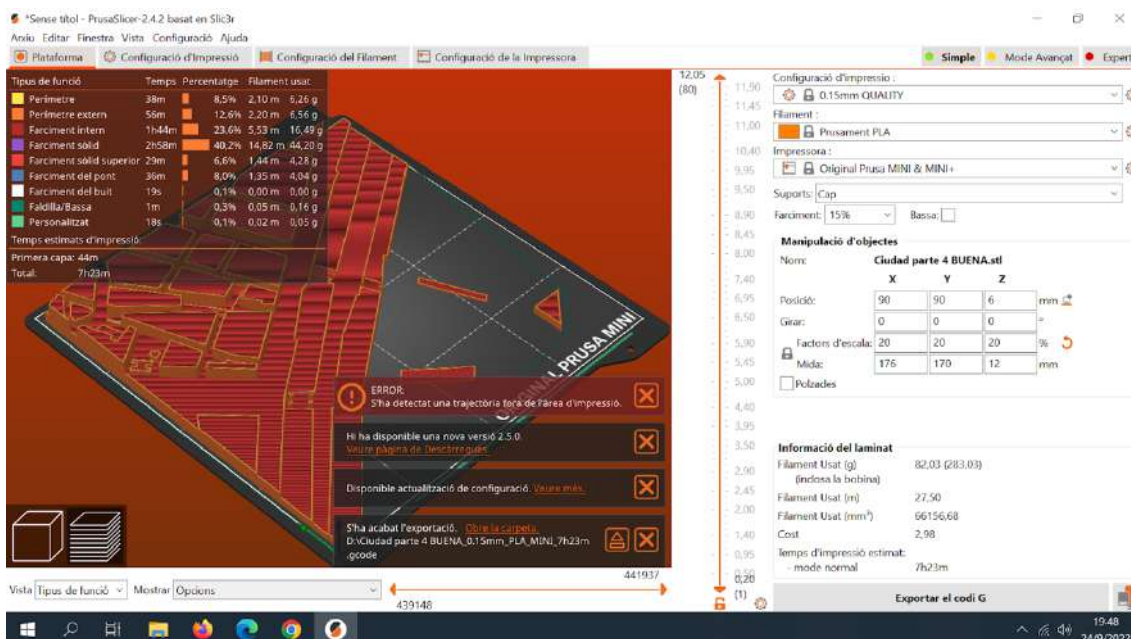 *Sense títol - PrusaSlicer-2.4.2 basat en Slic3r
Arxiu Editar Finestra Vista Configuració Ajuda
Plataforma Configuració d'Impressió Configuració del Filament Configuració de la Impressora Simple Mode Avançat Expert
Tipus de funció Temps Percentatge Filament usat
Perímetre 38m 8,5% 2,10 m 6,26 g
Perímetre extern 56m 12,6% 2,20 m 6,56 g
Farciment intern 1h44m 23,6% 5,53 m 16,49 g
Farciment sòlid 2h58m 40,2% 14,82 m 44,20 g
Farciment sòlid superior 29m 6,6% 1,44 m 4,28 g
Farciment del pont 36m 8,0% 1,35 m 4,04 g
Farciment del buit 19s 0,1% 0,00 m 0,00 g
Faldilla/Bassa 1m 0,3% 0,05 m 0,16 g
Personalitzat 18s 0,1% 0,02 m 0,05 g
Temps estimats d'impressió:
Primera capa: 44m
Total: 7h23m
ORIGINAL PRUSA MINI
ERROR:
S'ha detectat una trajectòria fora de l'àrea d'impressió.
Hi ha disponible una nova versió 2.5.0.
Veure pàgina de Descàrregues.
Disponible actualització de configuració. Veure més.
S'ha acabat l'exportació. Obre la carpeta.
D:\Ciudad parte 4 BUENA_0.15mm_PLA_MINI_7h23m
.gcode
Vista Tipus de funció Mostrar Opcions
441937
439148
12,05
(80)
11,90
11,45
11,00
10,40
9,95
9,50
8,90
8,45
8,00
7,40
6,95
6,50
5,90
5,45
5,00
4,40
3,95
3,50
2,90
2,45
2,00
1,40
0,95
0,50
0,20
(1)
Configuració d'impressio :
0.15mm QUALITY
Filament :
Prusament PLA
Impressora :
Original Prusa MINI & MINI+
Suports: Cap
Farciment: 15% Bassa:
Manipulació d'objectes
Nom: Ciudad parte 4 BUENA.stl
X Y Z
Posició: 90 90 6 mm
Girar: 0 0 0 °
Factors d'escala: 20 20 20 %
Mida: 176 170 12 mm
Polzades
Informació del laminat
Filament Usat (g) 82,03 (283,03)
(inclosa la bobina)
Filament Usat (m) 27,50
Filament Usat (mm³) 66156,68
Cost 2,98
Temps d'impressió estimat:
- mode normal 7h23m
Exportar el codi G
19:48